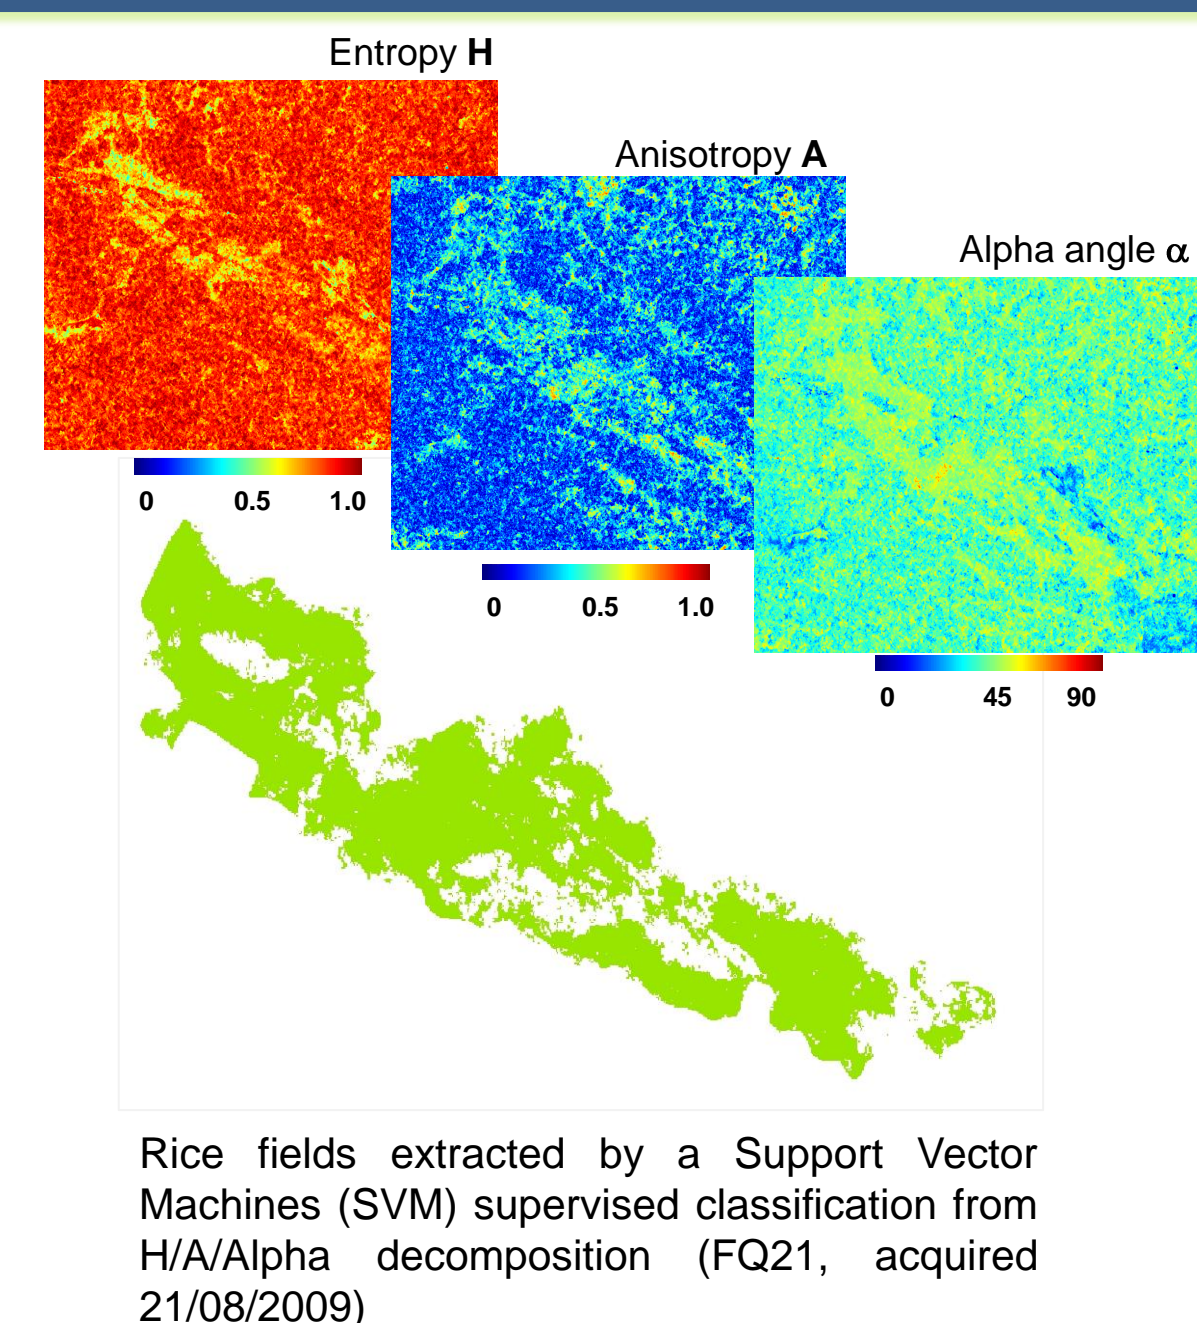 Entropy H
Anisotropy A
Alpha angle α
0 0.5 1.0
0 0.5 1.0
0 45 90
Rice fields extracted by a Support Vector
Machines (SVM) supervised classification from
H/A/Alpha decomposition (FQ21, acquired
21/08/2009)